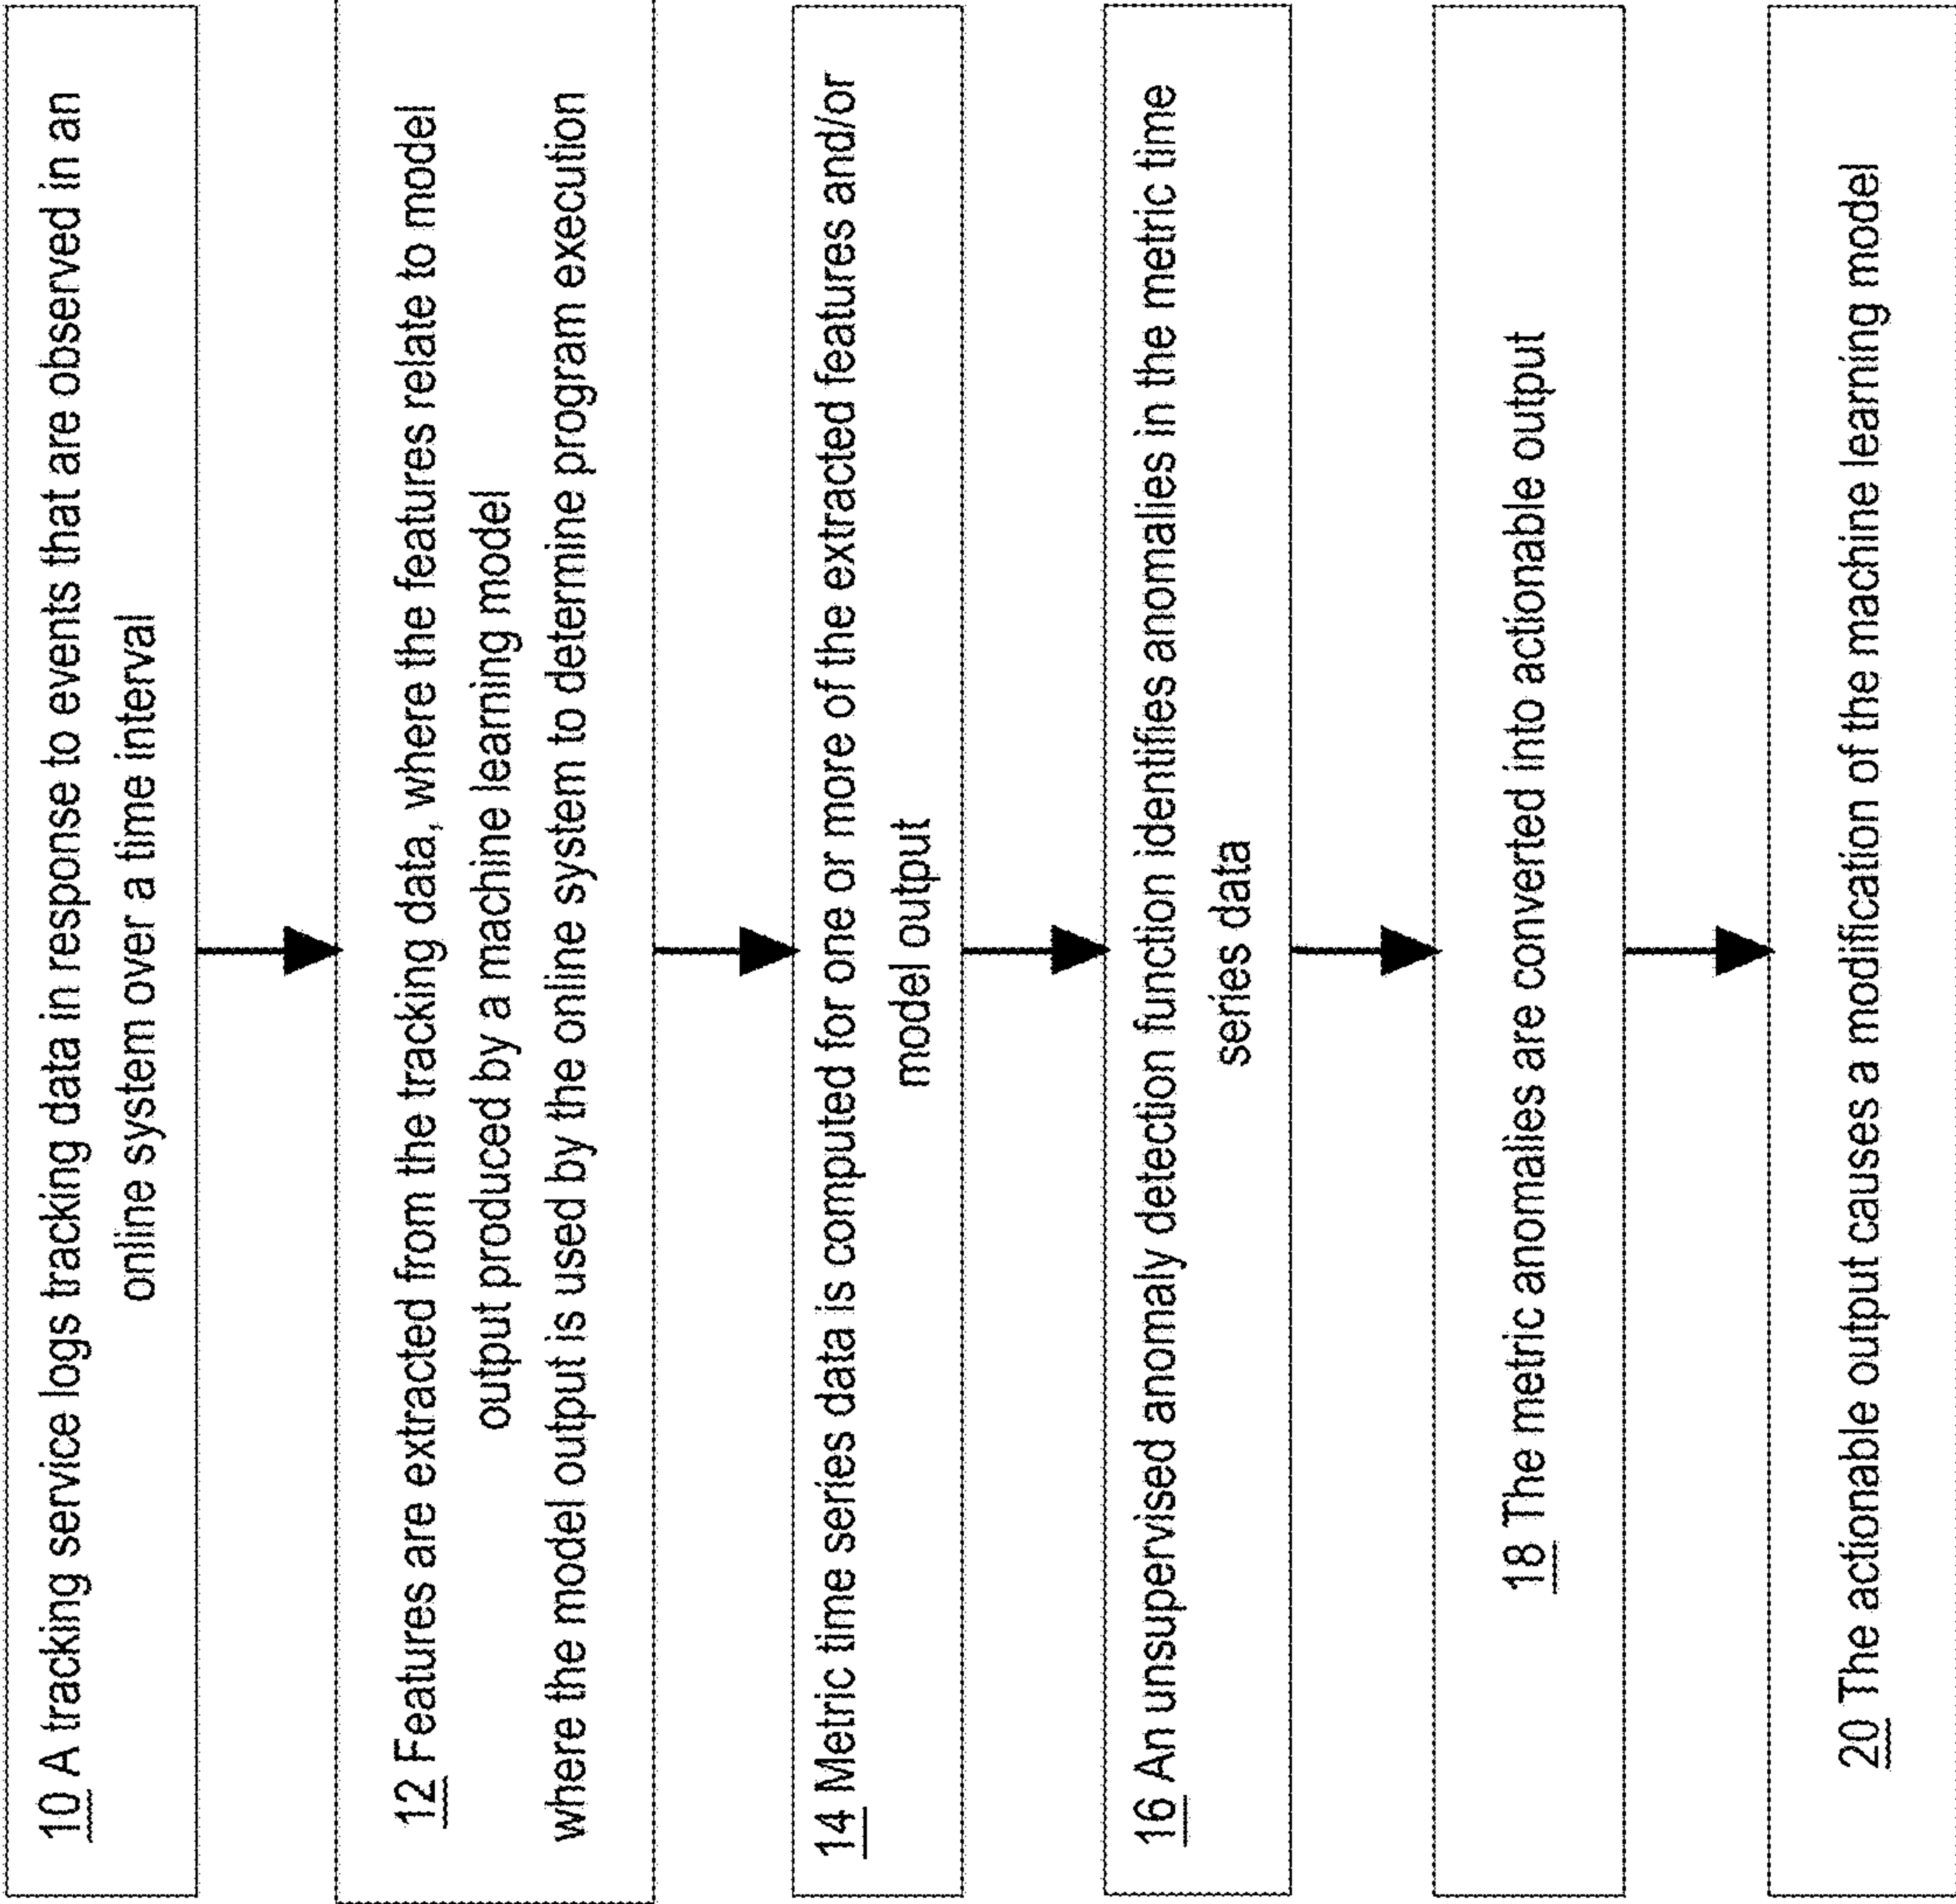 10 A tracking service logs tracking data in response to events that are observed in an
online system over a time interval
12 Features are extracted from the tracking data, where the features relate to model
output produced by a machine learning model
where the model output is used by the online system to determine program execution
14 Metric time series data is computed for one or more of the extracted features and/or
model output
16 An unsupervised anomaly detection function identifies anomalies in the metric time
series data
18 The metric anomalies are converted into actionable output
20 The actionable output causes a modification of the machine learning model